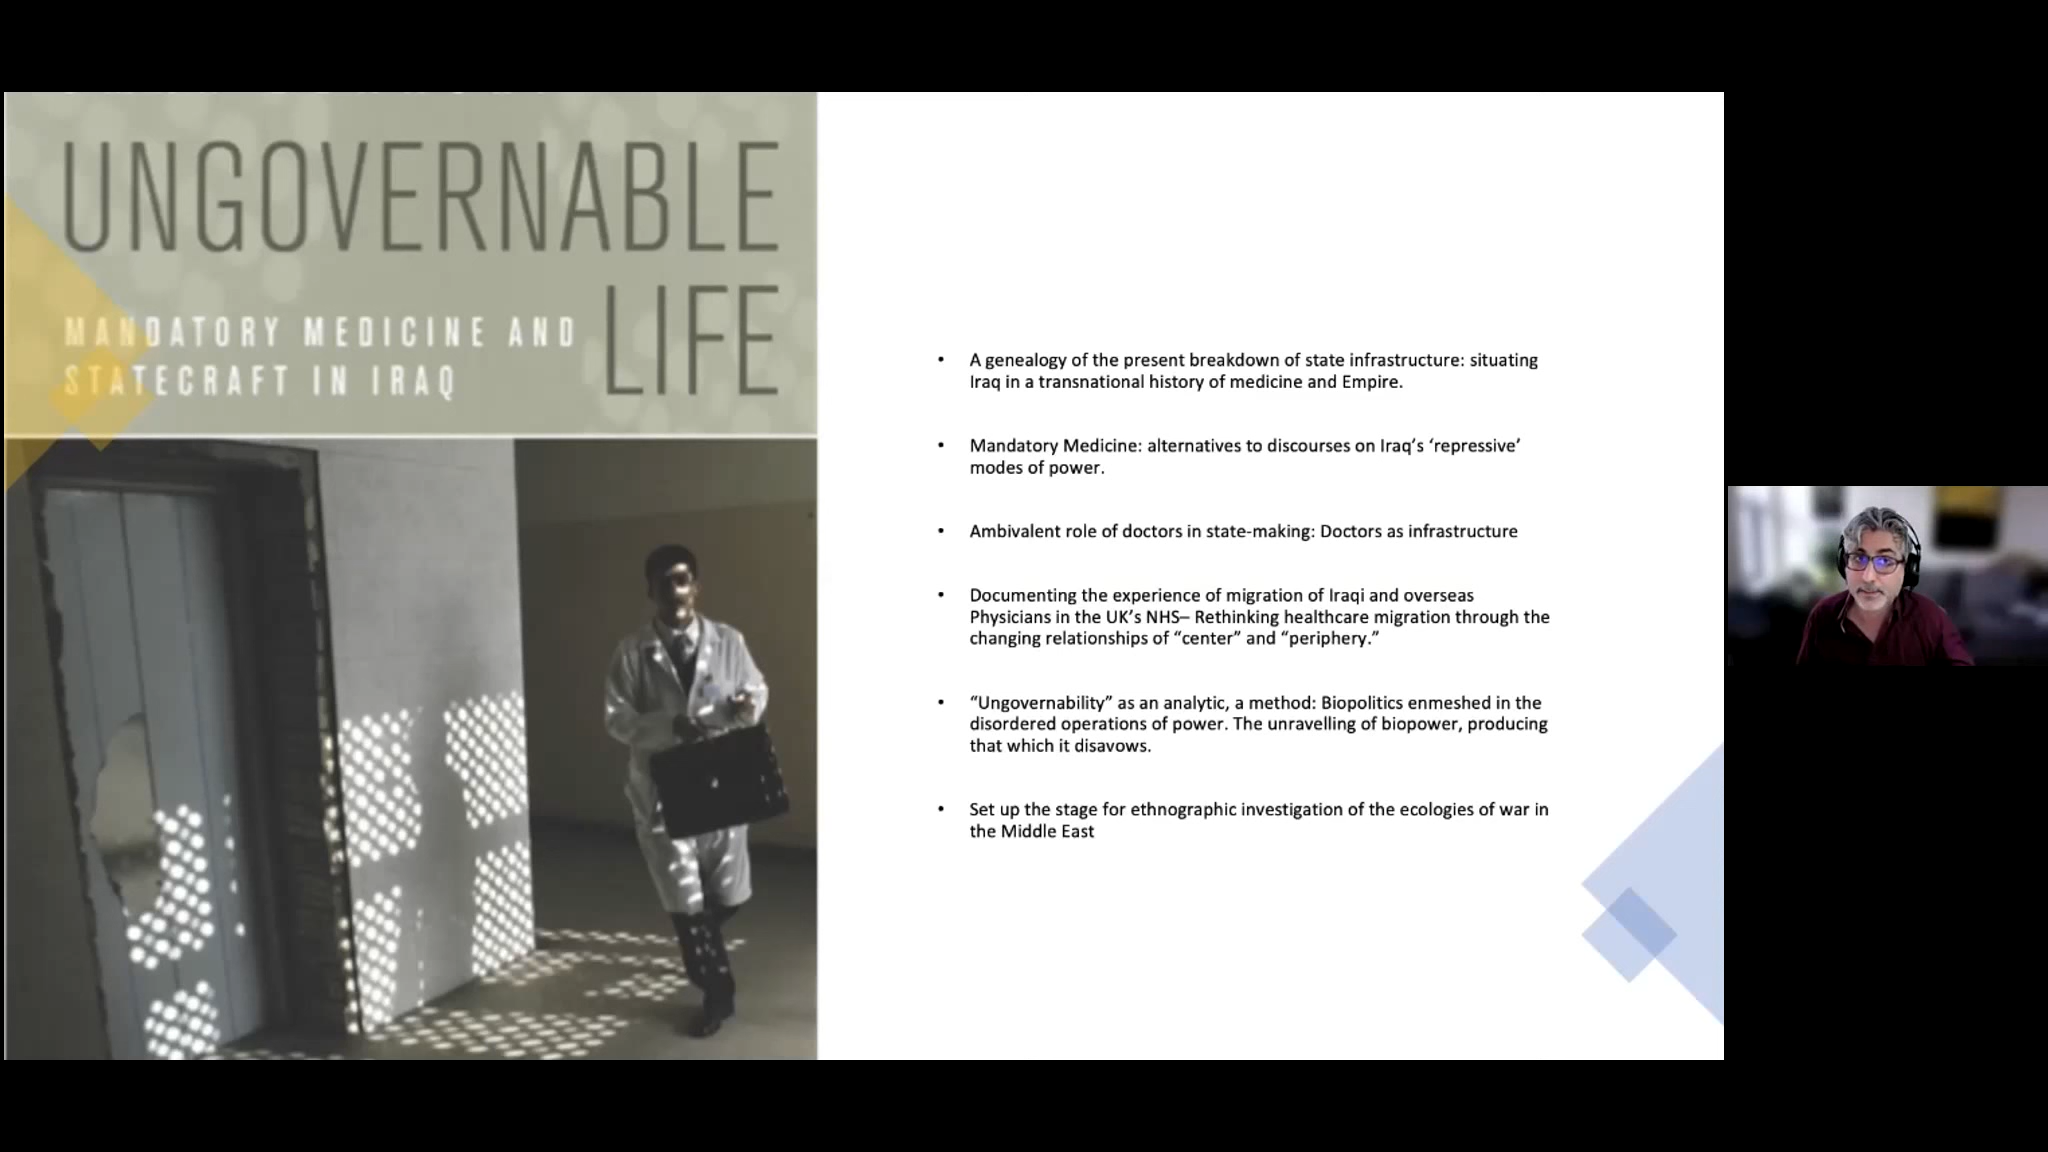 UNGOVERNABLE
LIFE
MANDATORY MEDICINE AND
STATECRAFT IN IRAQ
• A genealogy of the present breakdown of state infrastructure: situating
Iraq in a transnational history of medicine and Empire.
• Mandatory Medicine: alternatives to discourses on Iraq’s ‘repressive’
modes of power.
• Ambivalent role of doctors in state-making: Doctors as infrastructure
• Documenting the experience of migration of Iraqi and overseas
Physicians in the UK’s NHS– Rethinking healthcare migration through the
changing relationships of “center” and “periphery.”
• “Ungovernability” as an analytic, a method: Biopolitics enmeshed in the
disordered operations of power. The unravelling of biopower, producing
that which it disavows.
• Set up the stage for ethnographic investigation of the ecologies of war in
the Middle East